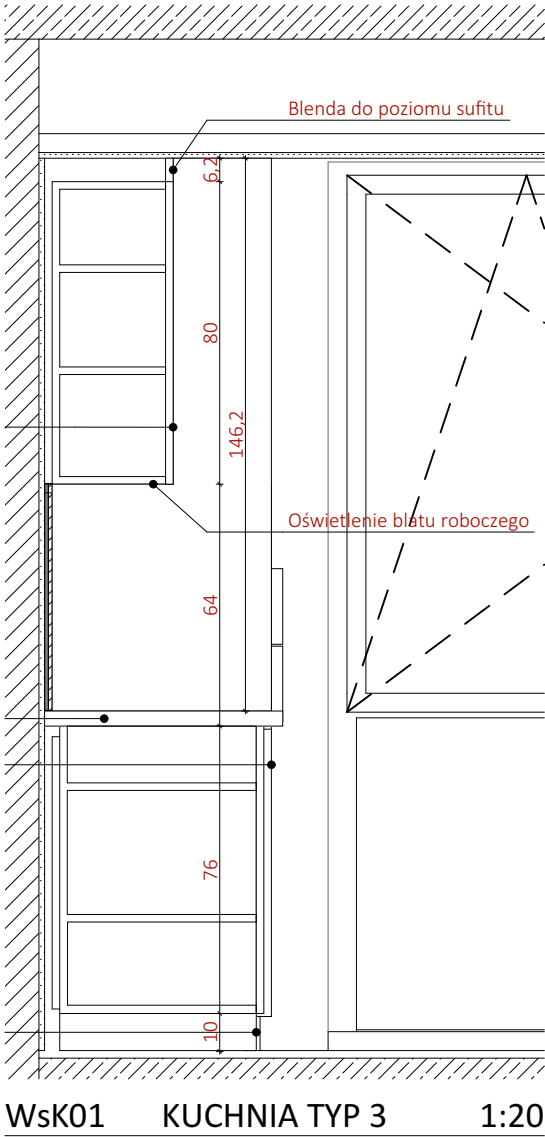 Blenda do poziomu sufitu
6,2
80
146,2
Oświetlenie blatu roboczego
64
76
10
WsK01 KUCHNIA TYP 3 1:20